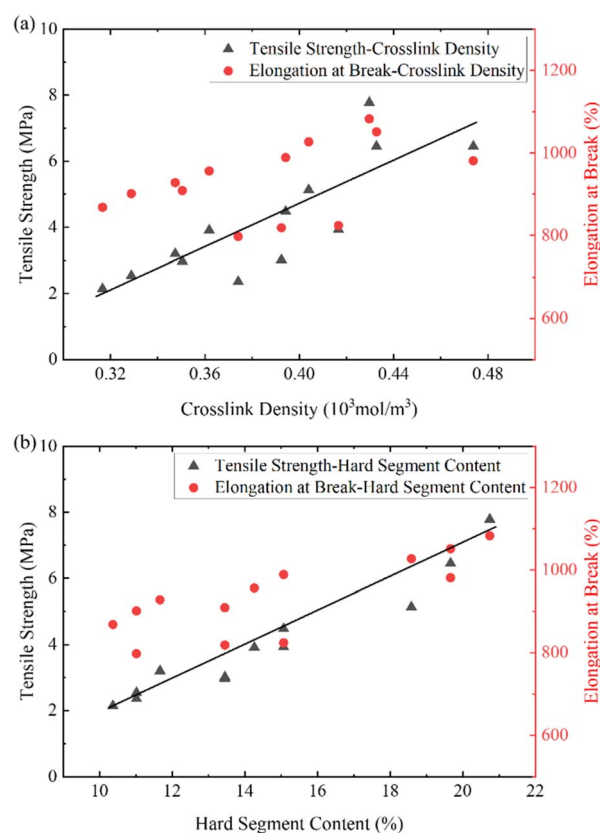 (a)
Tensile Strength-Crosslink Density
Elongation at Break-Crosslink Density
10
8
6
4
2
0
Tensile Strength (MPa)
1200
1000
800
600
Elongation at Break (%)
0.32 0.36 0.40 0.44 0.48
Crosslink Density (10³mol/m³)
(b)
Tensile Strength-Hard Segment Content
Elongation at Break-Hard Segment Content
10
8
6
4
2
0
Tensile Strength (MPa)
1200
1000
800
600
Elongation at Break (%)
10 12 14 16 18 20 22
Hard Segment Content (%)